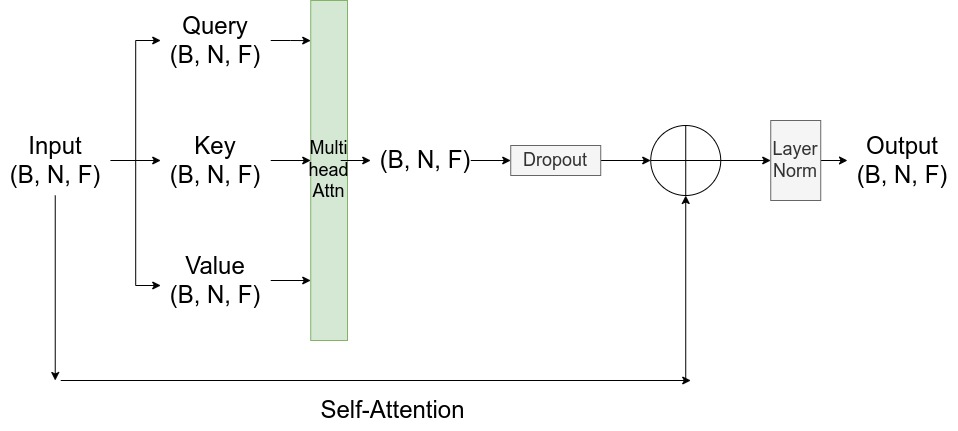 Query
(B, N, F)
Input
(B, N, F)
Key
(B, N, F)
Value
(B, N, F)
Multi
head
Attn
(B, N, F)
Dropout
Layer
Norm
Output
(B, N, F)
Self-Attention